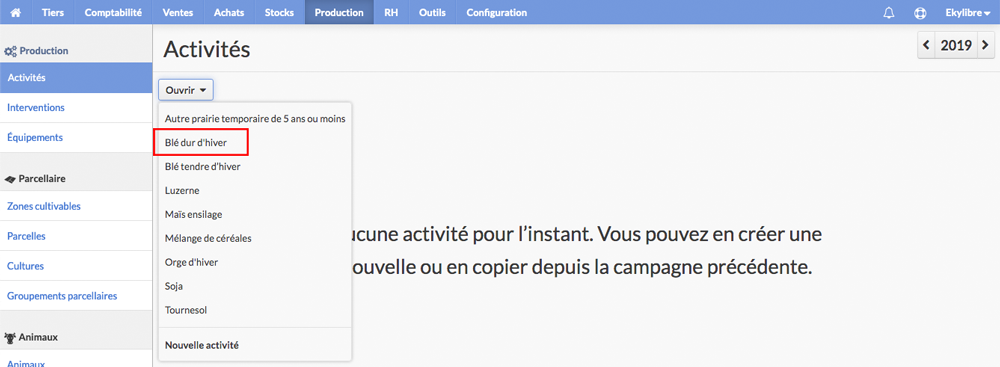 Tiers Comptabilité Ventes Achats Stocks Production RH Outils Configuration Ekylibre
Production
Activités
Interventions
Équipements
Parcellaire
Zones cultivables
Parcelles
Cultures
Groupements parcellaires
Animaux
Animaux
Activités
2019
Ouvrir
Autre prairie temporaire de 5 ans ou moins
Blé dur d'hiver
Blé tendre d'hiver
Luzerne
Maïs ensilage
Mélange de céréales
Orge d'hiver
Soja
Tournesol
Nouvelle activité
ucune activité pour l'instant. Vous pouvez en créer une
ouvelle ou en copier depuis la campagne précédente.